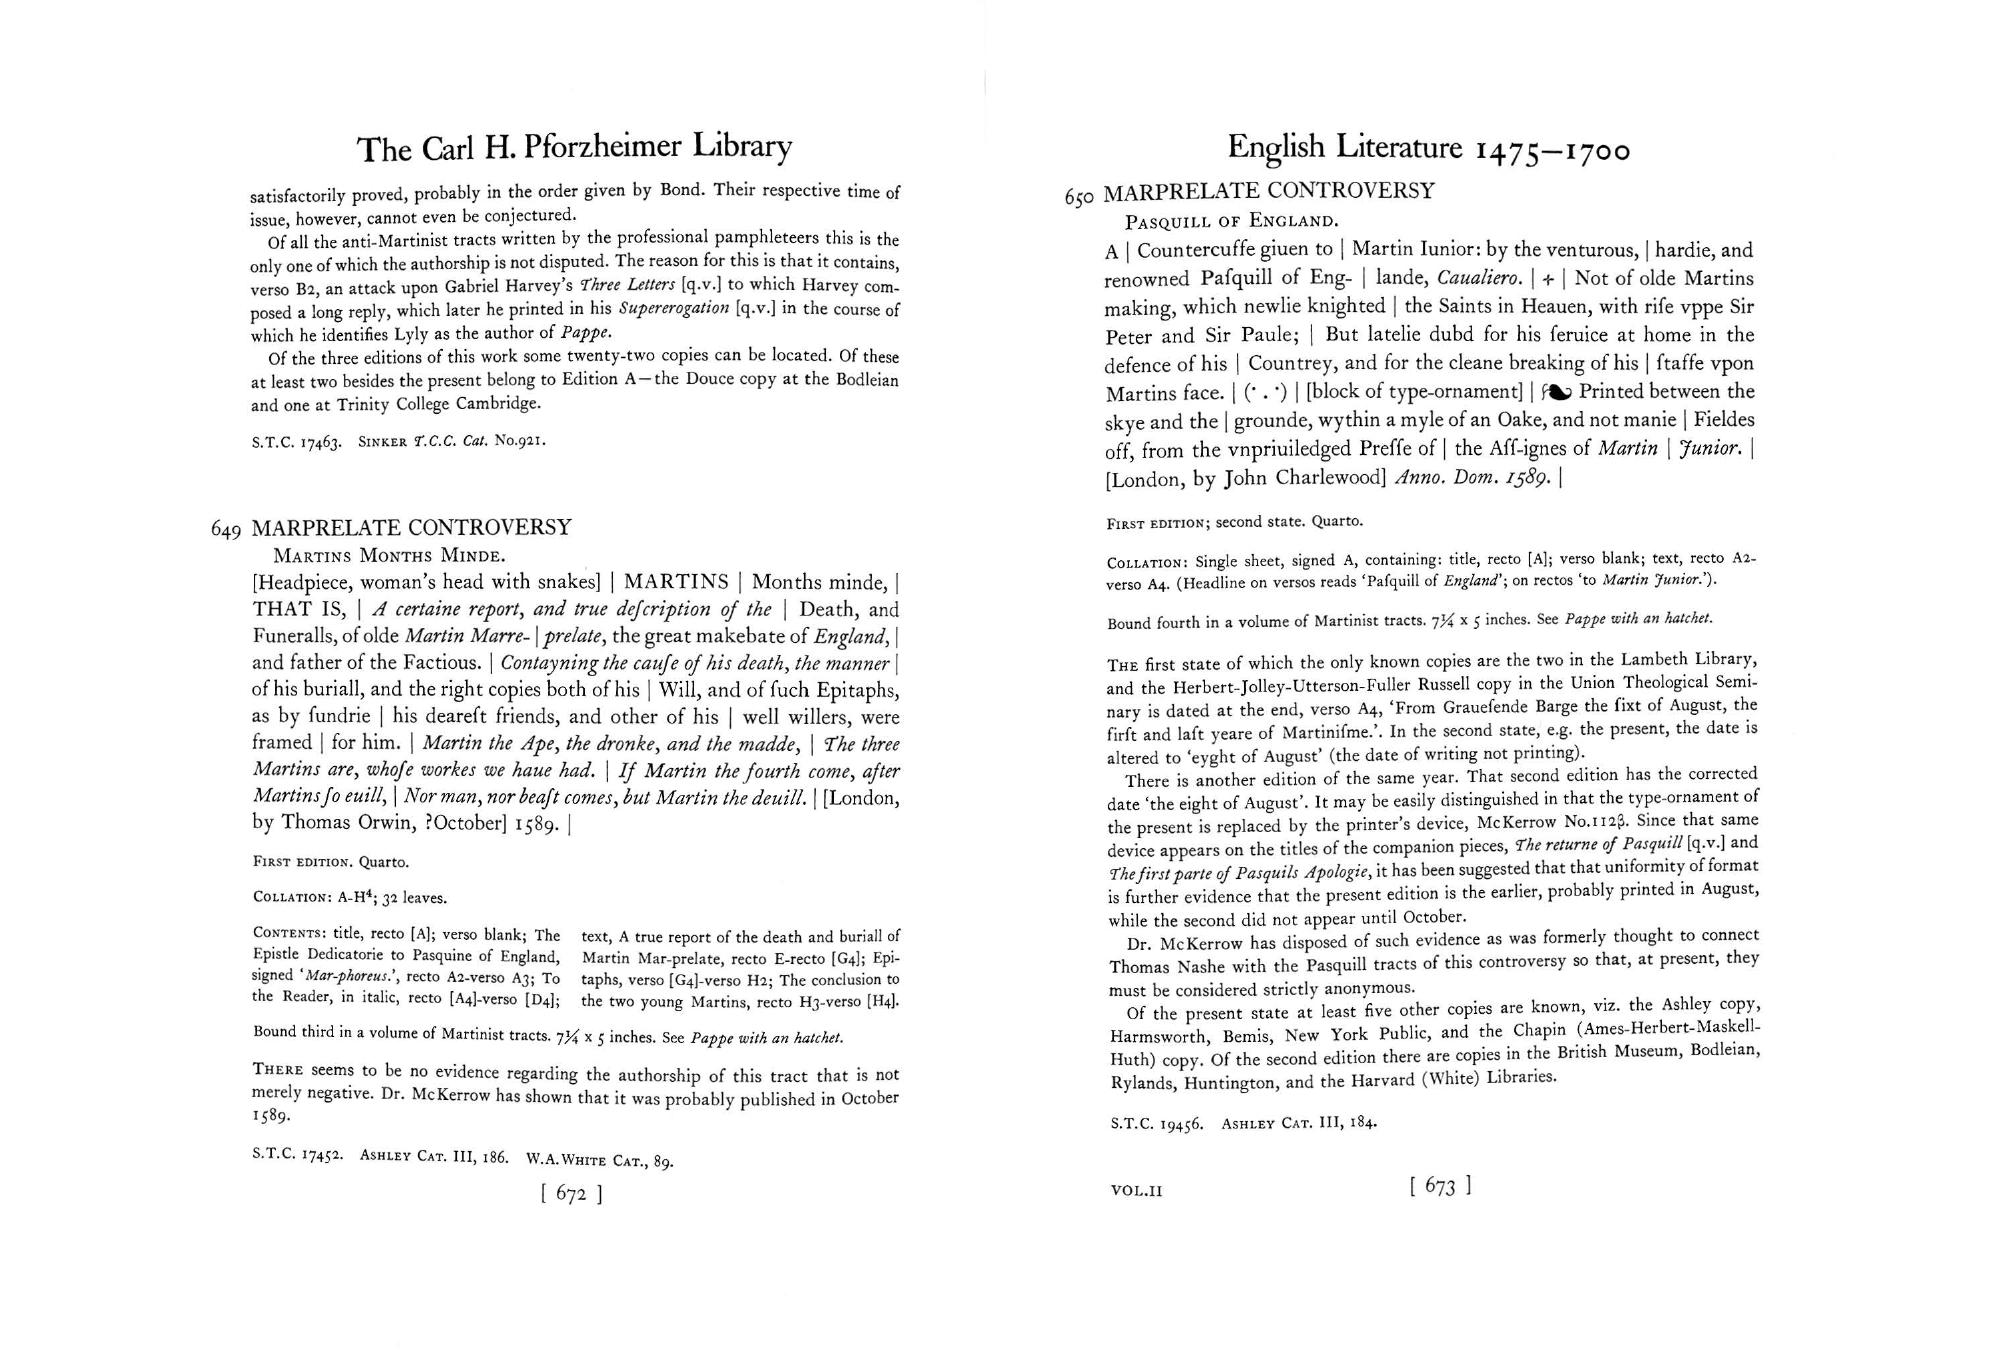 The Carl H. Pforzheimer Library
satisfactorily proved, probably in the order given by Bond. Their respective time of
issue, however, cannot even be conjectured.
Of all the anti-Martinist tracts written by the professional pamphleteers this is the
only one of which the authorship is not disputed. The reason for this is that it contains,
verso B2, an attack upon Gabriel Harvey's Three Letters [q.v.] to which Harvey com-
posed a long reply, which later he printed in his Supererogation [q.v.] in the course of
which he identifies Lyly as the author of Pappe.
Of the three editions of this work some twenty-two copies can be located. Of these
at least two besides the present belong to Edition A—the Douce copy at the Bodleian
and one at Trinity College Cambridge.
S.T.C. 17463. Sinker T.C.C. Cat. No.921.
649 MARPRELATE CONTROVERSY
Martins Months Minde.
[Headpiece, woman's head with snakes] | MARTINS | Months minde, |
THAT IS, | A certaine report, and true deſcription of the | Death, and
Funeralls, of olde Martin Marre- | prelate, the great makebate of England, |
and father of the Factious. | Contayning the cauſe of his death, the manner |
of his buriall, and the right copies both of his | Will, and of ſuch Epitaphs,
as by ſundrie | his deareſt friends, and other of his | well willers, were
framed | for him. | Martin the Ape, the dronke, and the madde, | The three
Martins are, whoſe workes we haue had. | If Martin the fourth come, after
Martins ſo euill, | Nor man, nor beaſt comes, but Martin the deuill. | [London,
by Thomas Orwin, ?October] 1589. |
First edition. Quarto.
Collation: A-H⁴; 32 leaves.
Contents: title, recto [A]; verso blank; The
Epistle Dedicatorie to Pasquine of England,
signed 'Mar-phoreus.', recto A2-verso A3; To
the Reader, in italic, recto [A4]-verso [D4];
text, A true report of the death and buriall of
Martin Mar-prelate, recto E-recto [G4]; Epi-
taphs, verso [G4]-verso H2; The conclusion to
the two young Martins, recto H3-verso [H4].
Bound third in a volume of Martinist tracts. 7¼ x 5 inches. See Pappe with an hatchet.
There seems to be no evidence regarding the authorship of this tract that is not
merely negative. Dr. McKerrow has shown that it was probably published in October
1589.
S.T.C. 17452. Ashley Cat. III, 186. W.A.White Cat., 89.
[ 672 ]
English Literature 1475—1700
650 MARPRELATE CONTROVERSY
Pasquill of England.
A | Countercuffe giuen to | Martin Iunior: by the venturous, | hardie, and
renowned Paſquill of Eng- | lande, Caualiero. | + | Not of olde Martins
making, which newlie knighted | the Saints in Heauen, with riſe vppe Sir
Peter and Sir Paule; | But latelie dubd for his ſeruice at home in the
defence of his | Countrey, and for the cleane breaking of his | ſtaffe vpon
Martins face. | (· . ·) | [block of type-ornament] | ❧ Printed between the
skye and the | grounde, wythin a myle of an Oake, and not manie | Fieldes
off, from the vnpriuiledged Preſſe of | the Aſſ-ignes of Martin | Junior. |
[London, by John Charlewood] Anno. Dom. 1589. |
First edition; second state. Quarto.
Collation: Single sheet, signed A, containing: title, recto [A]; verso blank; text, recto A2-
verso A4. (Headline on versos reads 'Paſquill of England'; on rectos 'to Martin Junior.').
Bound fourth in a volume of Martinist tracts. 7¼ x 5 inches. See Pappe with an hatchet.
The first state of which the only known copies are the two in the Lambeth Library,
and the Herbert-Jolley-Utterson-Fuller Russell copy in the Union Theological Semi-
nary is dated at the end, verso A4, 'From Graueſende Barge the ſixt of August, the
firſt and laſt yeare of Martiniſme.'. In the second state, e.g. the present, the date is
altered to 'eyght of August' (the date of writing not printing).
There is another edition of the same year. That second edition has the corrected
date 'the eight of August'. It may be easily distinguished in that the type-ornament of
the present is replaced by the printer's device, McKerrow No.112β. Since that same
device appears on the titles of the companion pieces, The returne of Pasquill [q.v.] and
The first parte of Pasquils Apologie, it has been suggested that that uniformity of format
is further evidence that the present edition is the earlier, probably printed in August,
while the second did not appear until October.
Dr. McKerrow has disposed of such evidence as was formerly thought to connect
Thomas Nashe with the Pasquill tracts of this controversy so that, at present, they
must be considered strictly anonymous.
Of the present state at least five other copies are known, viz. the Ashley copy,
Harmsworth, Bemis, New York Public, and the Chapin (Ames-Herbert-Maskell-
Huth) copy. Of the second edition there are copies in the British Museum, Bodleian,
Rylands, Huntington, and the Harvard (White) Libraries.
S.T.C. 19456. Ashley Cat. III, 184.
VOL.II
[ 673 ]